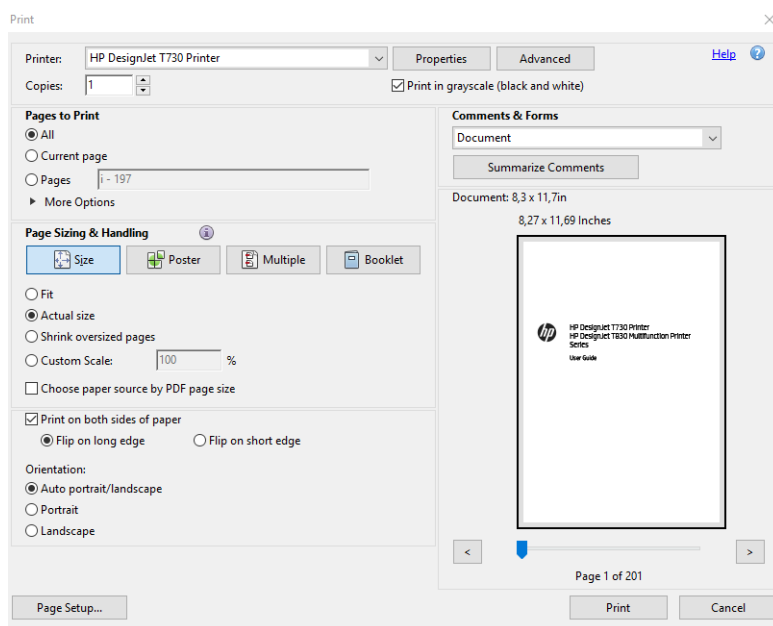 Print
Printer: HP DesignJet T730 Printer Properties Advanced Help ?
Copies: 1 Print in grayscale (black and white)
Pages to Print
All
Current page
Pages i - 197
More Options
Page Sizing & Handling i
Size Poster Multiple Booklet
Fit
Actual size
Shrink oversized pages
Custom Scale: 100 %
Choose paper source by PDF page size
Print on both sides of paper
Flip on long edge Flip on short edge
Orientation:
Auto portrait/landscape
Portrait
Landscape
Comments & Forms
Document
Summarize Comments
Document: 8,3 x 11,7in
8,27 x 11,69 Inches
hp
HP DesignJet T730 Printer
HP DesignJet T830 Multifunction Printer
Series
User Guide
< >
Page 1 of 201
Page Setup... Print Cancel